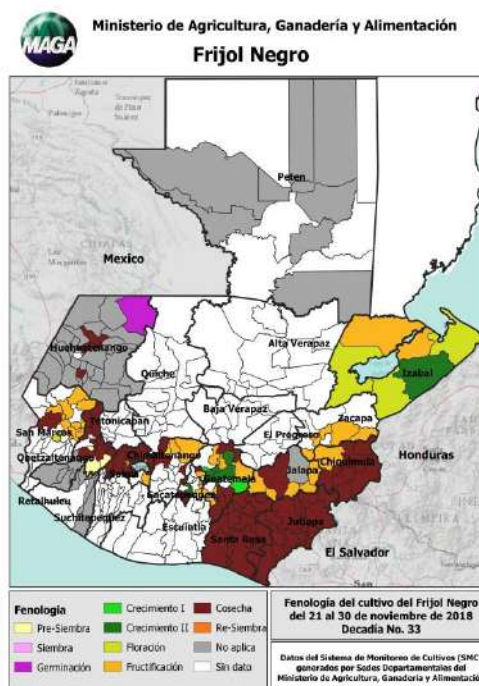 MAGA
Ministerio de Agricultura, Ganadería y Alimentación
Frijol Negro
Peten
Mexico
Huehuetenango
Quiche
Alta Verapaz
Izabal
Baja Verapaz
Zacapa
San Marcos
Totonicapan
El Progreso
Quetzaltenango
Chimaltenango
Honduras
Solola
Guatemala
Jalapa
Chiquimula
Retalhuleu
Sacatepequez
Suchitepequez
Escuintla
Jutiapa
Santa Rosa
El Salvador
San
Fenologia
Pre-Siembra
Siembra
Germinación
Crecimiento I
Crecimiento II
Floración
Fructificación
Cosecha
Re-Siembra
No aplica
Sin dato
Fenología del cultivo del Frijol Negro
del 21 al 30 de noviembre de 2018
Decadía No. 33
Datos del Sistema de Monitoreo de Cultivos (SMC)
generados por Sedes Departamentales del
Ministerio de Agricultura, Ganaderia y Alimentación